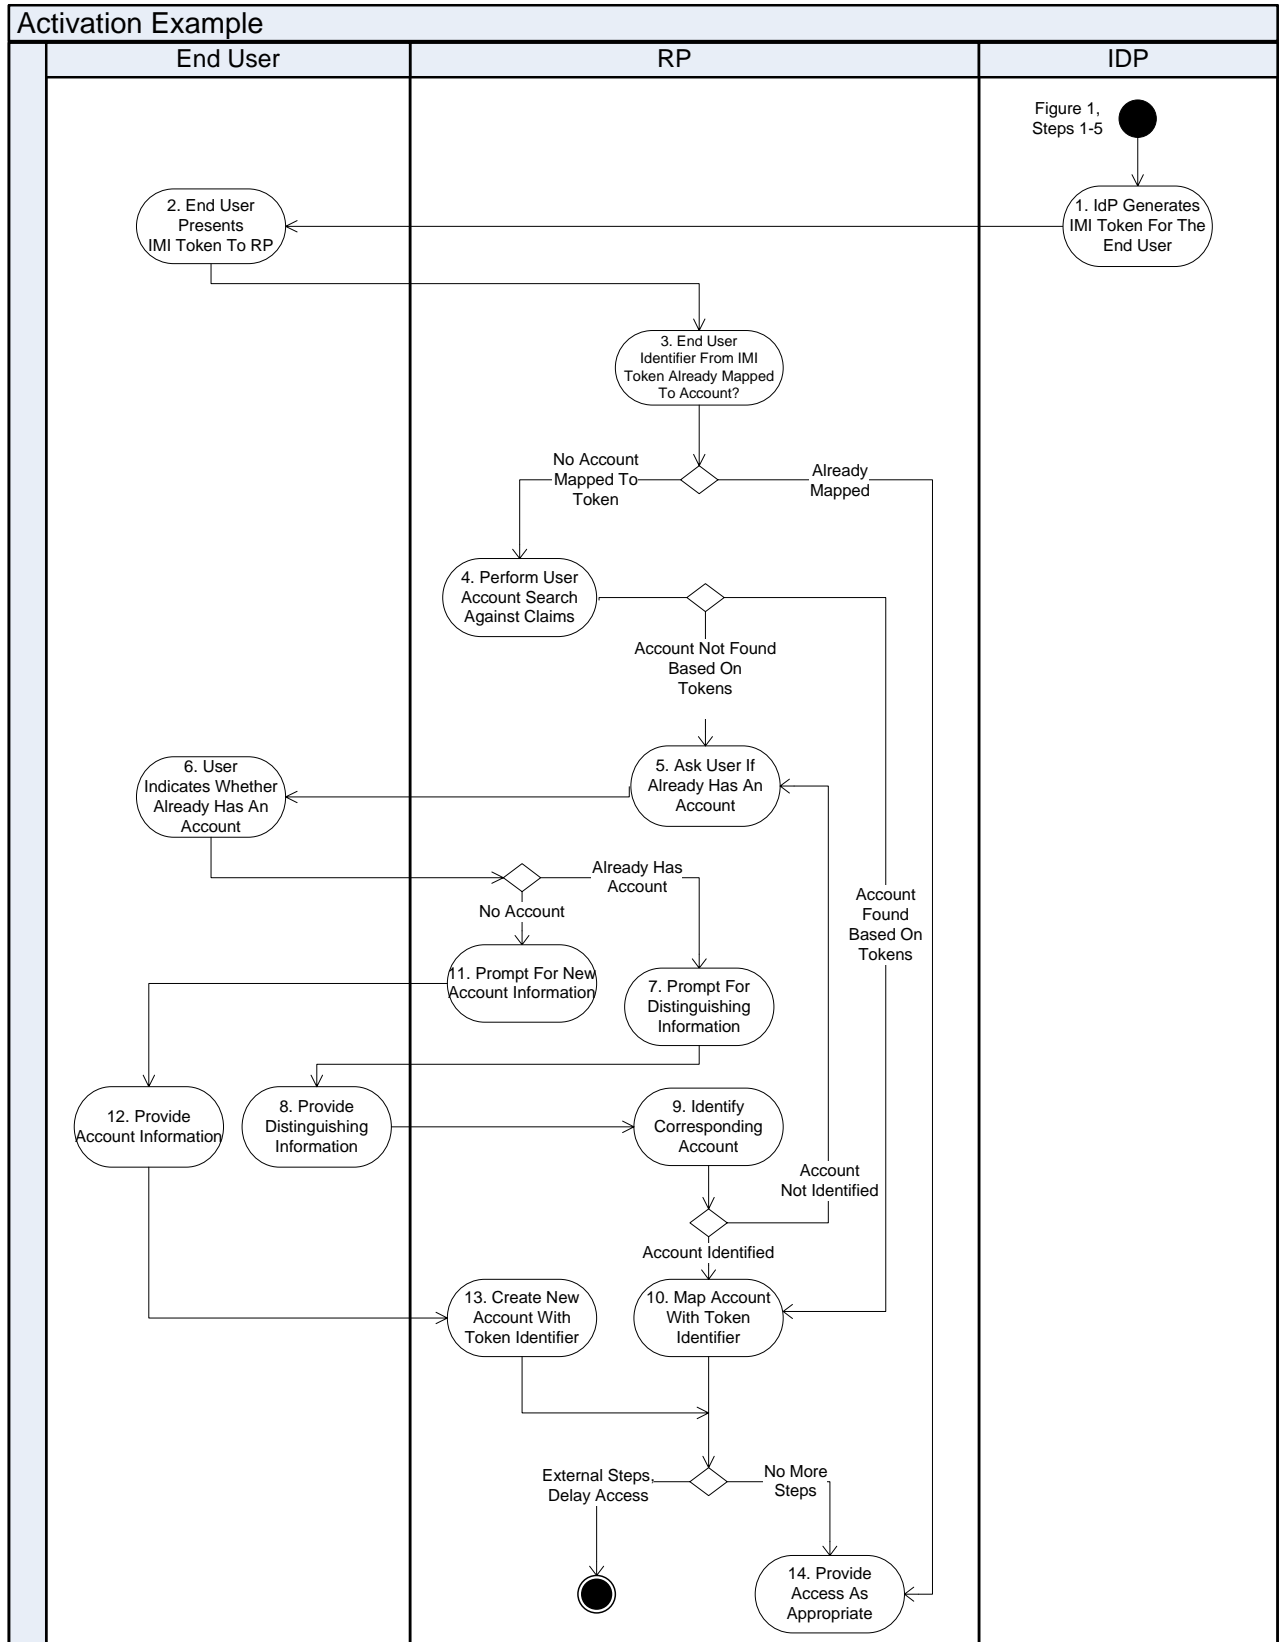 Activation Example
End User
RP
IDP
Figure 1,
Steps 1-5
1. IdP Generates
IMI Token For The
End User
2. End User
Presents
IMI Token To RP
3. End User
Identifier From IMI
Token Already Mapped
To Account?
No Account
Mapped To
Token
Already
Mapped
4. Perform User
Account Search
Against Claims
Account Not Found
Based On
Tokens
5. Ask User If
Already Has An
Account
6. User
Indicates Whether
Already Has An
Account
Already Has
Account
No Account
Account
Found
Based On
Tokens
11. Prompt For New
Account Information
7. Prompt For
Distinguishing
Information
12. Provide
Account Information
8. Provide
Distinguishing
Information
9. Identify
Corresponding
Account
Account
Not Identified
Account Identified
13. Create New
Account With
Token Identifier
10. Map Account
With Token
Identifier
External Steps,
Delay Access
No More
Steps
14. Provide
Access As
Appropriate